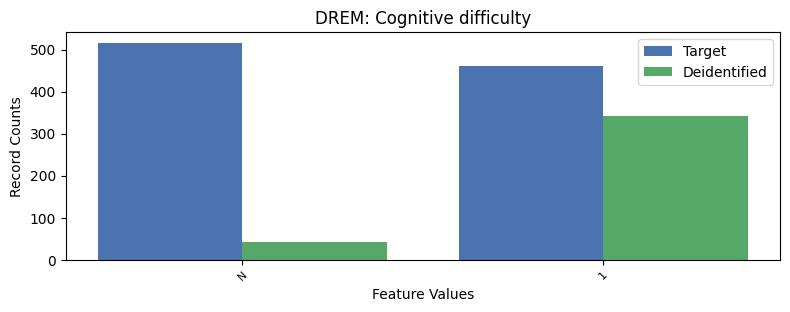 DREM: Cognitive difficulty
500
400
300
200
100
0
Record Counts
Target
Deidentified
N
1
Feature Values